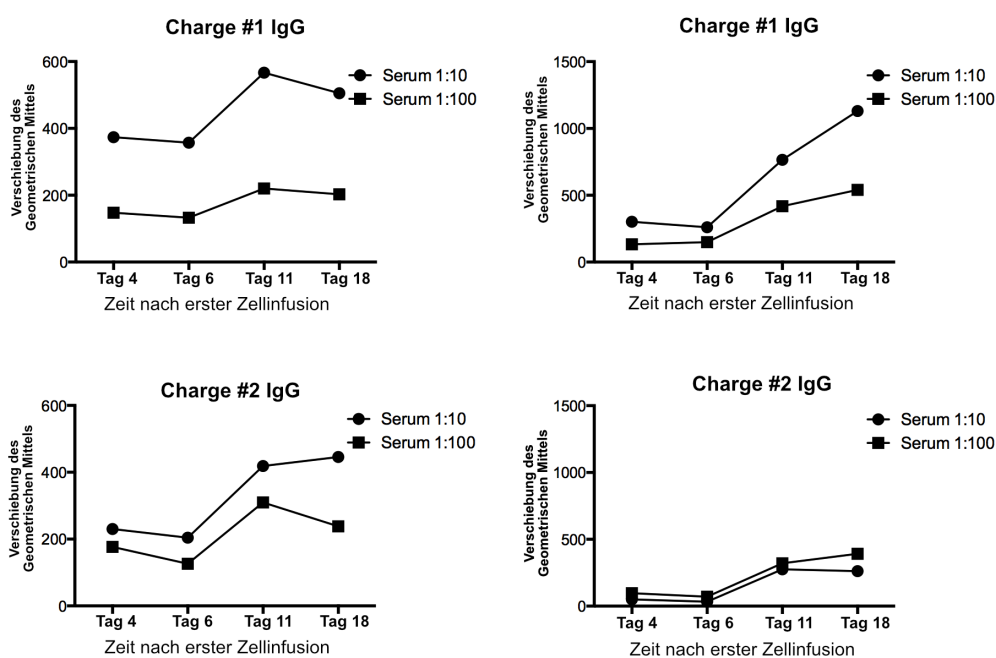 Charge #1 IgG
600
400
200
0
Verschiebung des
Geometrischen Mittels
Serum 1:10
Serum 1:100
Tag 4 Tag 6 Tag 11 Tag 18
Zeit nach erster Zellinfusion
Charge #1 IgG
1500
1000
500
0
Verschiebung des
Geometrischen Mittels
Serum 1:10
Serum 1:100
Tag 4 Tag 6 Tag 11 Tag 18
Zeit nach erster Zellinfusion
Charge #2 IgG
600
400
200
0
Verschiebung des
Geometrischen Mittels
Serum 1:10
Serum 1:100
Tag 4 Tag 6 Tag 11 Tag 18
Zeit nach erster Zellinfusion
Charge #2 IgG
1500
1000
500
0
Verschiebung des
Geometrischen Mittels
Serum 1:10
Serum 1:100
Tag 4 Tag 6 Tag 11 Tag 18
Zeit nach erster Zellinfusion